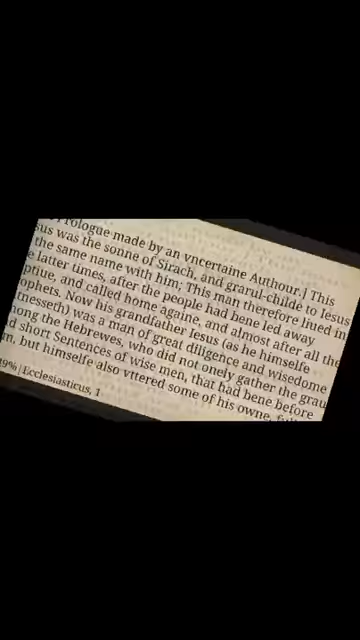 Prologue made by an vncertaine Authour.] This
sus was the sonne of Sirach, and grarul-childe to Iesus
the same name with him; This man therefore liued in
e latter times, after the people had bene led away
ptiue, and called home againe, and almost after all the
ophets. Now his grandfather Iesus (as he himselfe
tnesseth) was a man of great diligence and wisedome
nong the Hebrewes, who did not onely gather the grau
d short Sentences of wise men, that had bene before
m, but himselfe also vttered some of his owne,
19% | Ecclesiasticus, 1